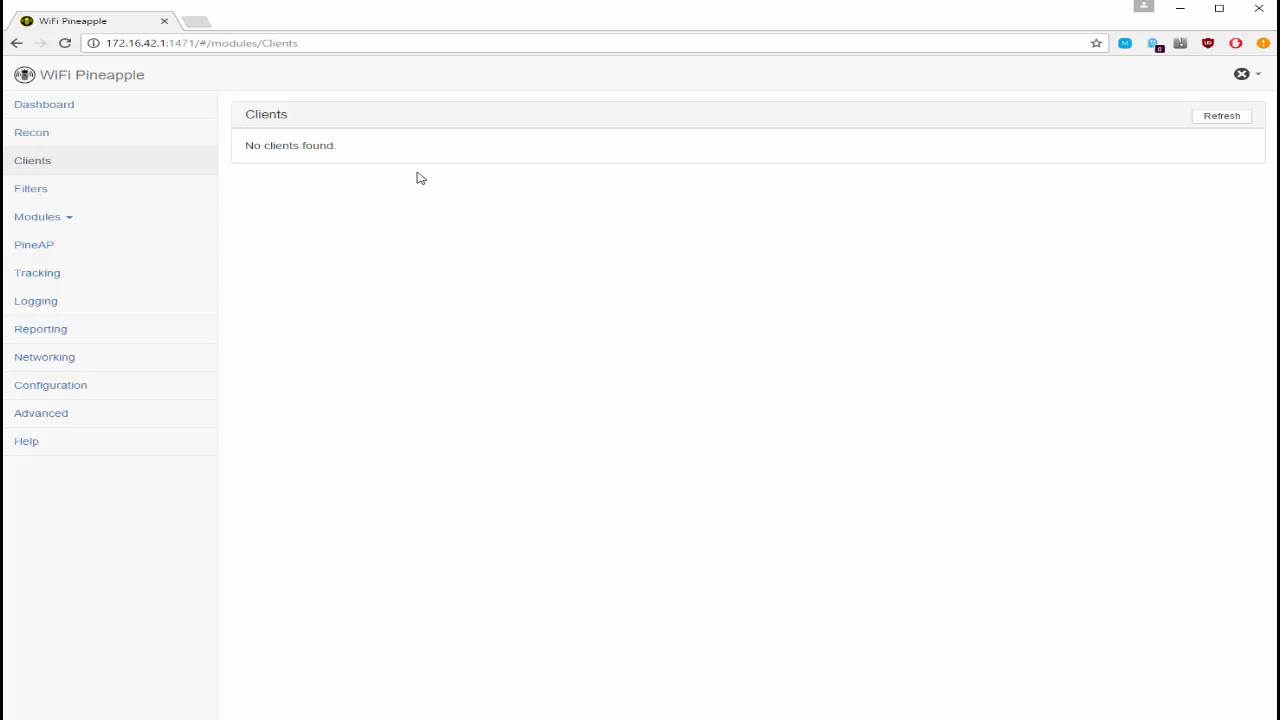 WiFi Pineapple
172.16.42.1:1471/#/modules/Clients
WiFi Pineapple
Dashboard
Recon
Clients
Filters
Modules
PineAP
Tracking
Logging
Reporting
Networking
Configuration
Advanced
Help
Clients
Refresh
No clients found.